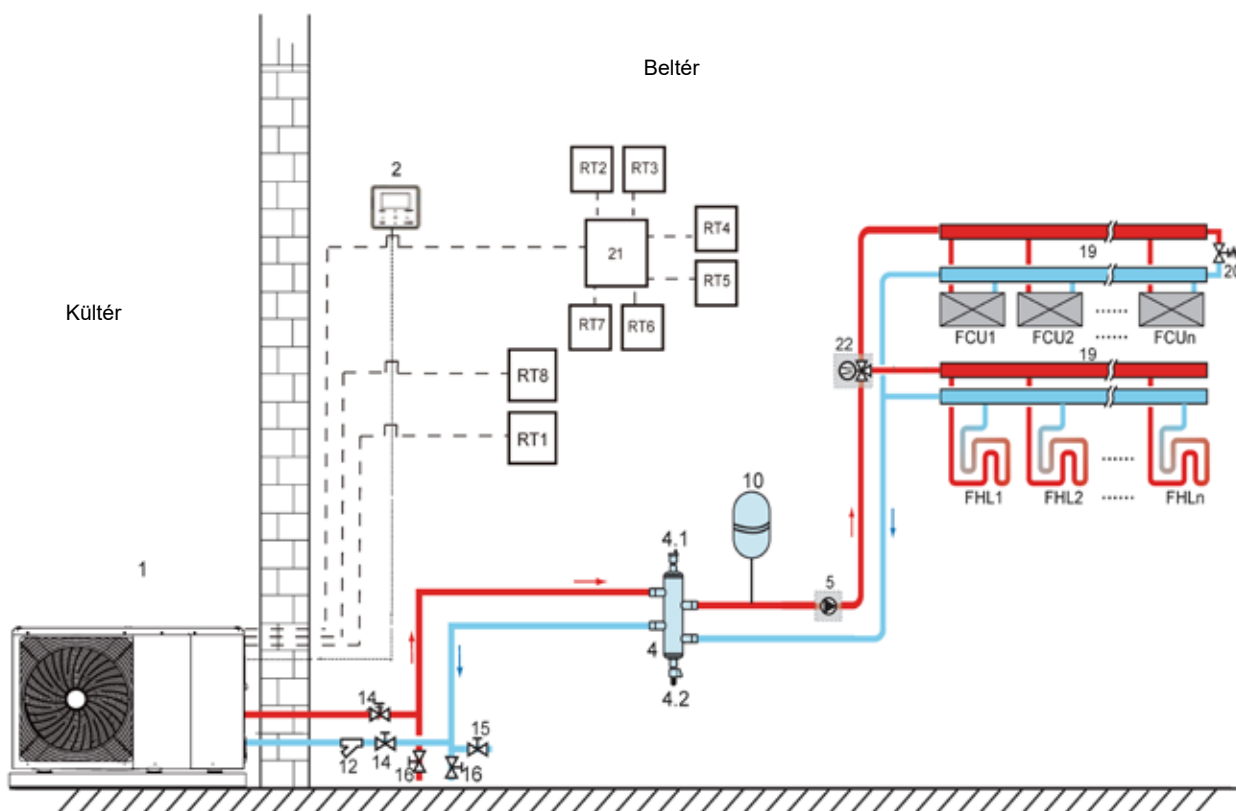 Beltér
2
RT2 RT3
RT4
21
RT5
RT7 RT6
19
20
Kültér
FCU1 FCU2 ...... FCUn
......
22
19
RT8
RT1
10
FHL1 FHL2 ...... FHLn
......
4.1
1
5
4
4.2
14
15
12 14 16 16